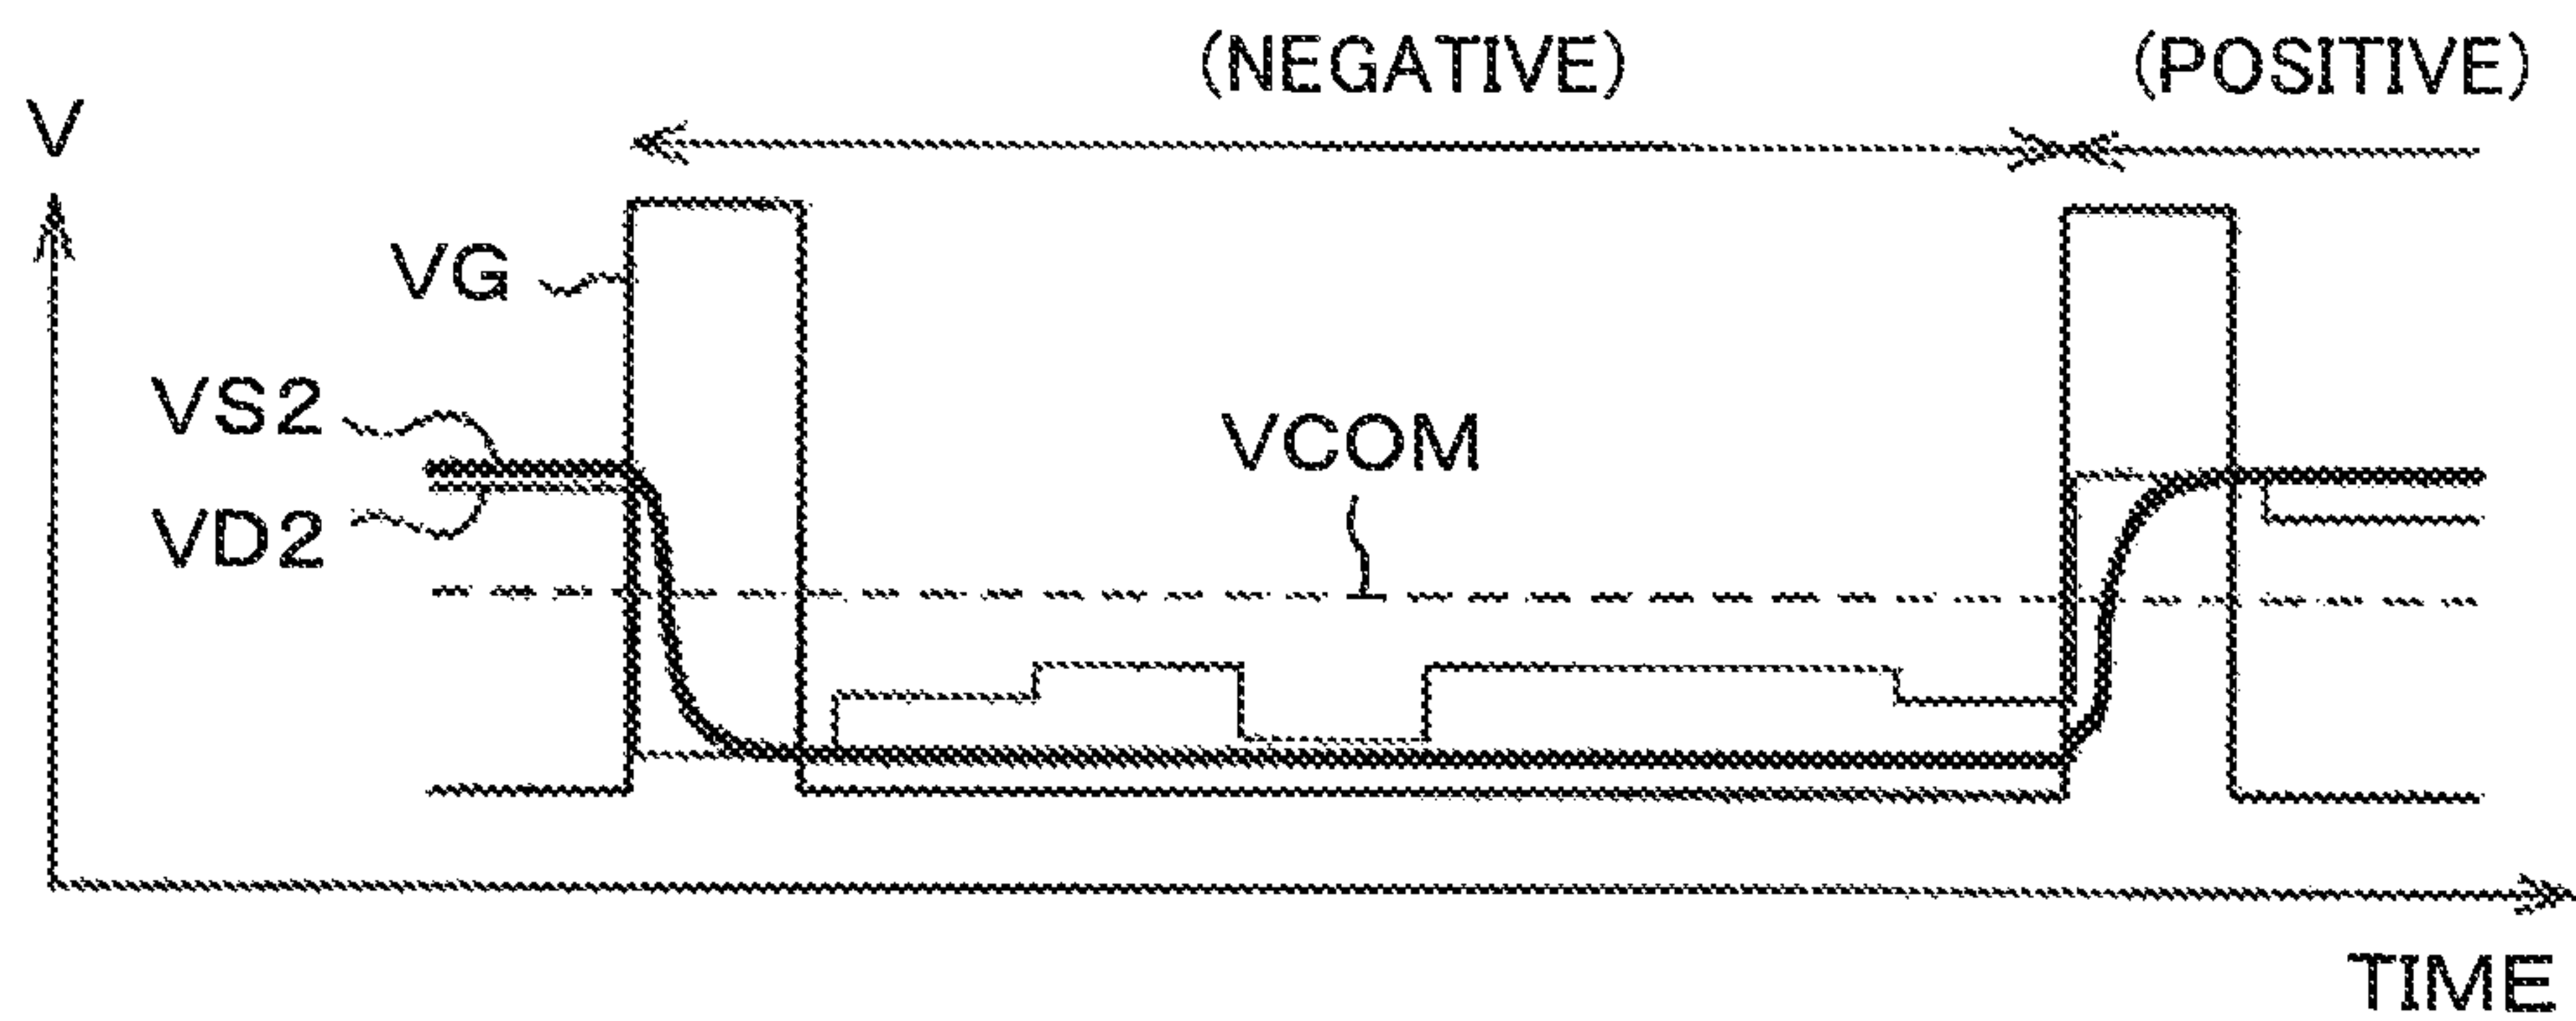 (NEGATIVE) (POSITIVE)
V
VG
VS2
VCOM
VD2
TIME